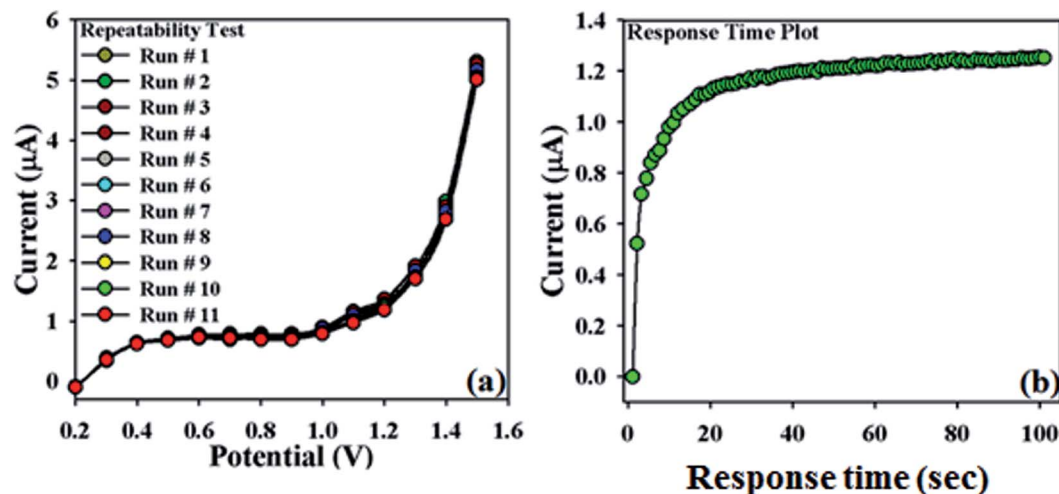 Repeatability Test
Run # 1
Run # 2
Run # 3
Run # 4
Run # 5
Run # 6
Run # 7
Run # 8
Run # 9
Run # 10
Run # 11
Current (µA)
6
5
4
3
2
1
0
0.2 0.4 0.6 0.8 1.0 1.2 1.4 1.6
Potential (V)
(a)
Response Time Plot
Current (µA)
1.4
1.2
1.0
0.8
0.6
0.4
0.2
0.0
0 20 40 60 80 100
Response time (sec)
(b)